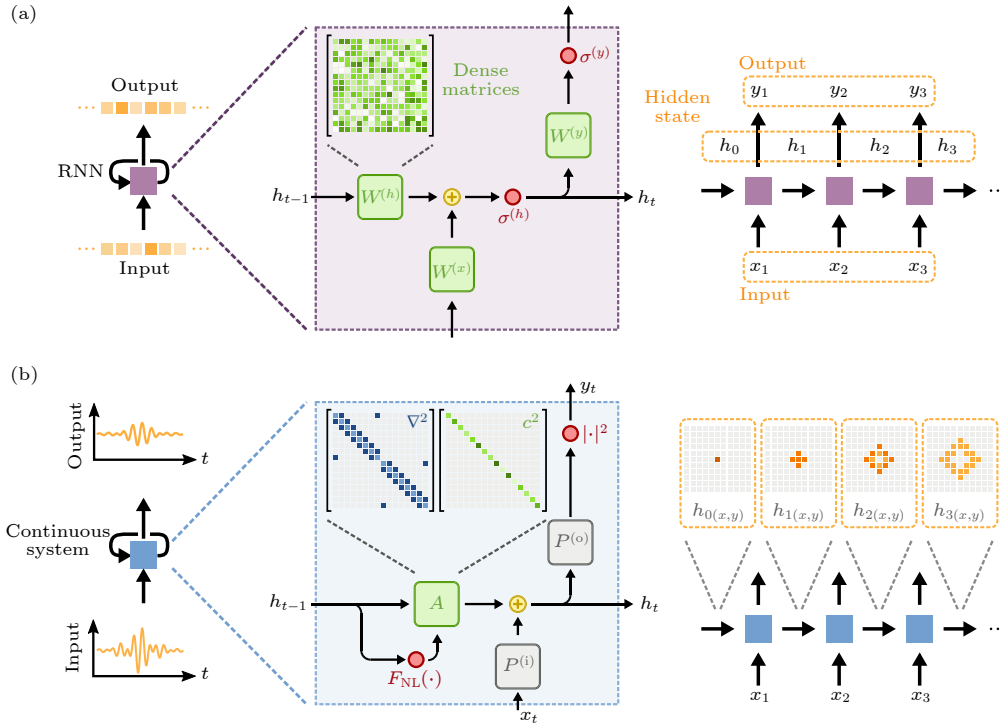 (a)
Output
··· ···
RNN
··· ···
Input
Dense
matrices
σ^(y)
W^(y)
h_{t−1}
W^(h)
σ^(h)
h_t
W^(x)
Output
y_1 y_2 y_3
Hidden
state
h_0 h_1 h_2 h_3
··
x_1 x_2 x_3
Input
(b)
Output
t
Continuous
system
Input
t
y_t
∇^2
c^2
|·|^2
P^(o)
h_{t−1}
A
h_t
F_NL(·)
P^(i)
x_t
h_{0(x,y)} h_{1(x,y)} h_{2(x,y)} h_{3(x,y)}
··
x_1 x_2 x_3